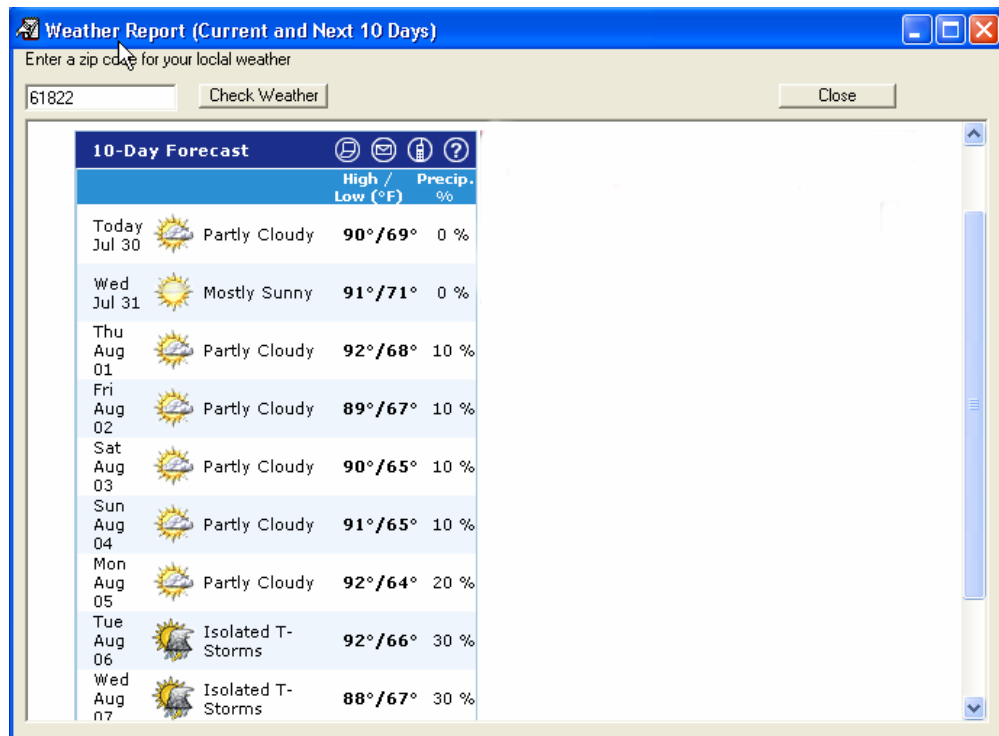 Weather Report (Current and Next 10 Days)
Enter a zip code for your loclal weather
61822 Check Weather Close
10-Day Forecast ?
High / Precip.
Low (°F) %
Today
Jul 30 Partly Cloudy 90°/69° 0 %
Wed
Jul 31 Mostly Sunny 91°/71° 0 %
Thu
Aug Partly Cloudy 92°/68° 10 %
01
Fri
Aug Partly Cloudy 89°/67° 10 %
02
Sat
Aug Partly Cloudy 90°/65° 10 %
03
Sun
Aug Partly Cloudy 91°/65° 10 %
04
Mon
Aug Partly Cloudy 92°/64° 20 %
05
Tue
Aug Isolated T-
Storms 92°/66° 30 %
06
Wed
Aug Isolated T-
Storms 88°/67° 30 %
07